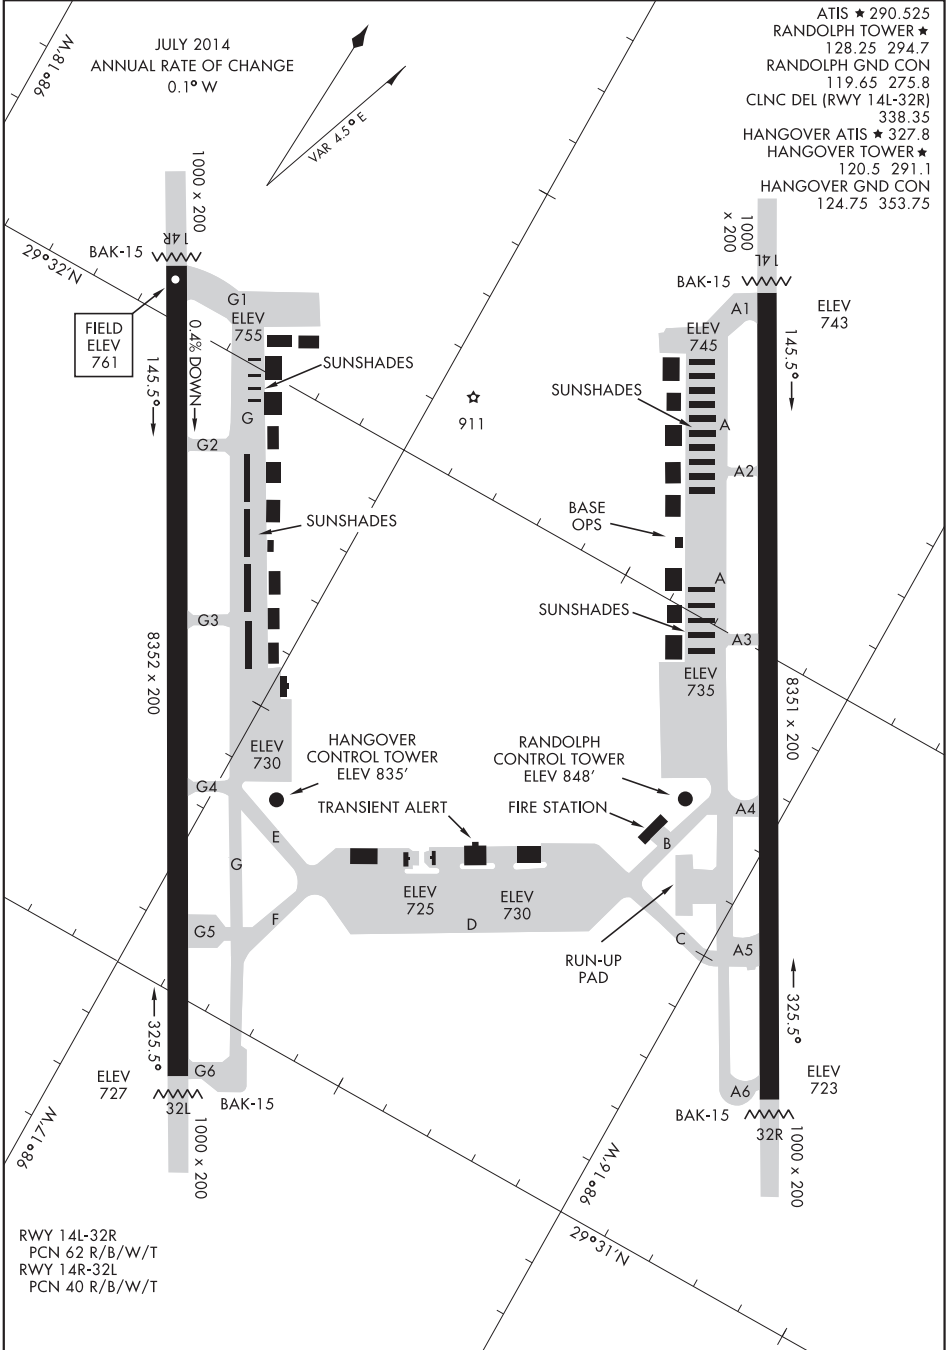 JULY 2014
ANNUAL RATE OF CHANGE
0.1° W
VAR 4.5° E
98°18'W
ATIS ★ 290.525
RANDOLPH TOWER ★
128.25 294.7
RANDOLPH GND CON
119.65 275.8
CLNC DEL (RWY 14L-32R)
338.35
HANGOVER ATIS ★ 327.8
HANGOVER TOWER ★
120.5 291.1
HANGOVER GND CON
124.75 353.75
1000 x 200
14R
BAK-15
29°32'N
FIELD
ELEV
761
G1
ELEV
755
0.4% DOWN
145.5°
SUNSHADES
G
G2
SUNSHADES
G3
8352 x 200
ELEV
730
G4
911
1000
x 200
14L
BAK-15
A1
ELEV
743
ELEV
745
145.5°
SUNSHADES
A
A2
BASE
OPS
A
SUNSHADES
A3
ELEV
735
8351 x 200
HANGOVER
CONTROL TOWER
ELEV 835'
RANDOLPH
CONTROL TOWER
ELEV 848'
TRANSIENT ALERT
FIRE STATION
A4
E
B
G
ELEV
725
ELEV
730
D
F
G5
C
A5
RUN-UP
PAD
325.5°
325.5°
G6
ELEV
727
32L
BAK-15
1000 x 200
ELEV
723
A6
BAK-15
32R
1000 x 200
98°17'W
98°16'W
29°31'N
RWY 14L-32R
PCN 62 R/B/W/T
RWY 14R-32L
PCN 40 R/B/W/T